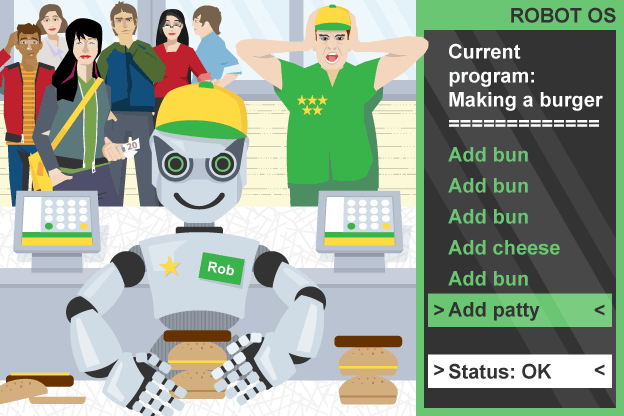 ROBOT OS
Current
program:
Making a burger
=============
Add bun
Add bun
Add bun
Add cheese
Add bun
> Add patty <
> Status: OK <
Rob
20